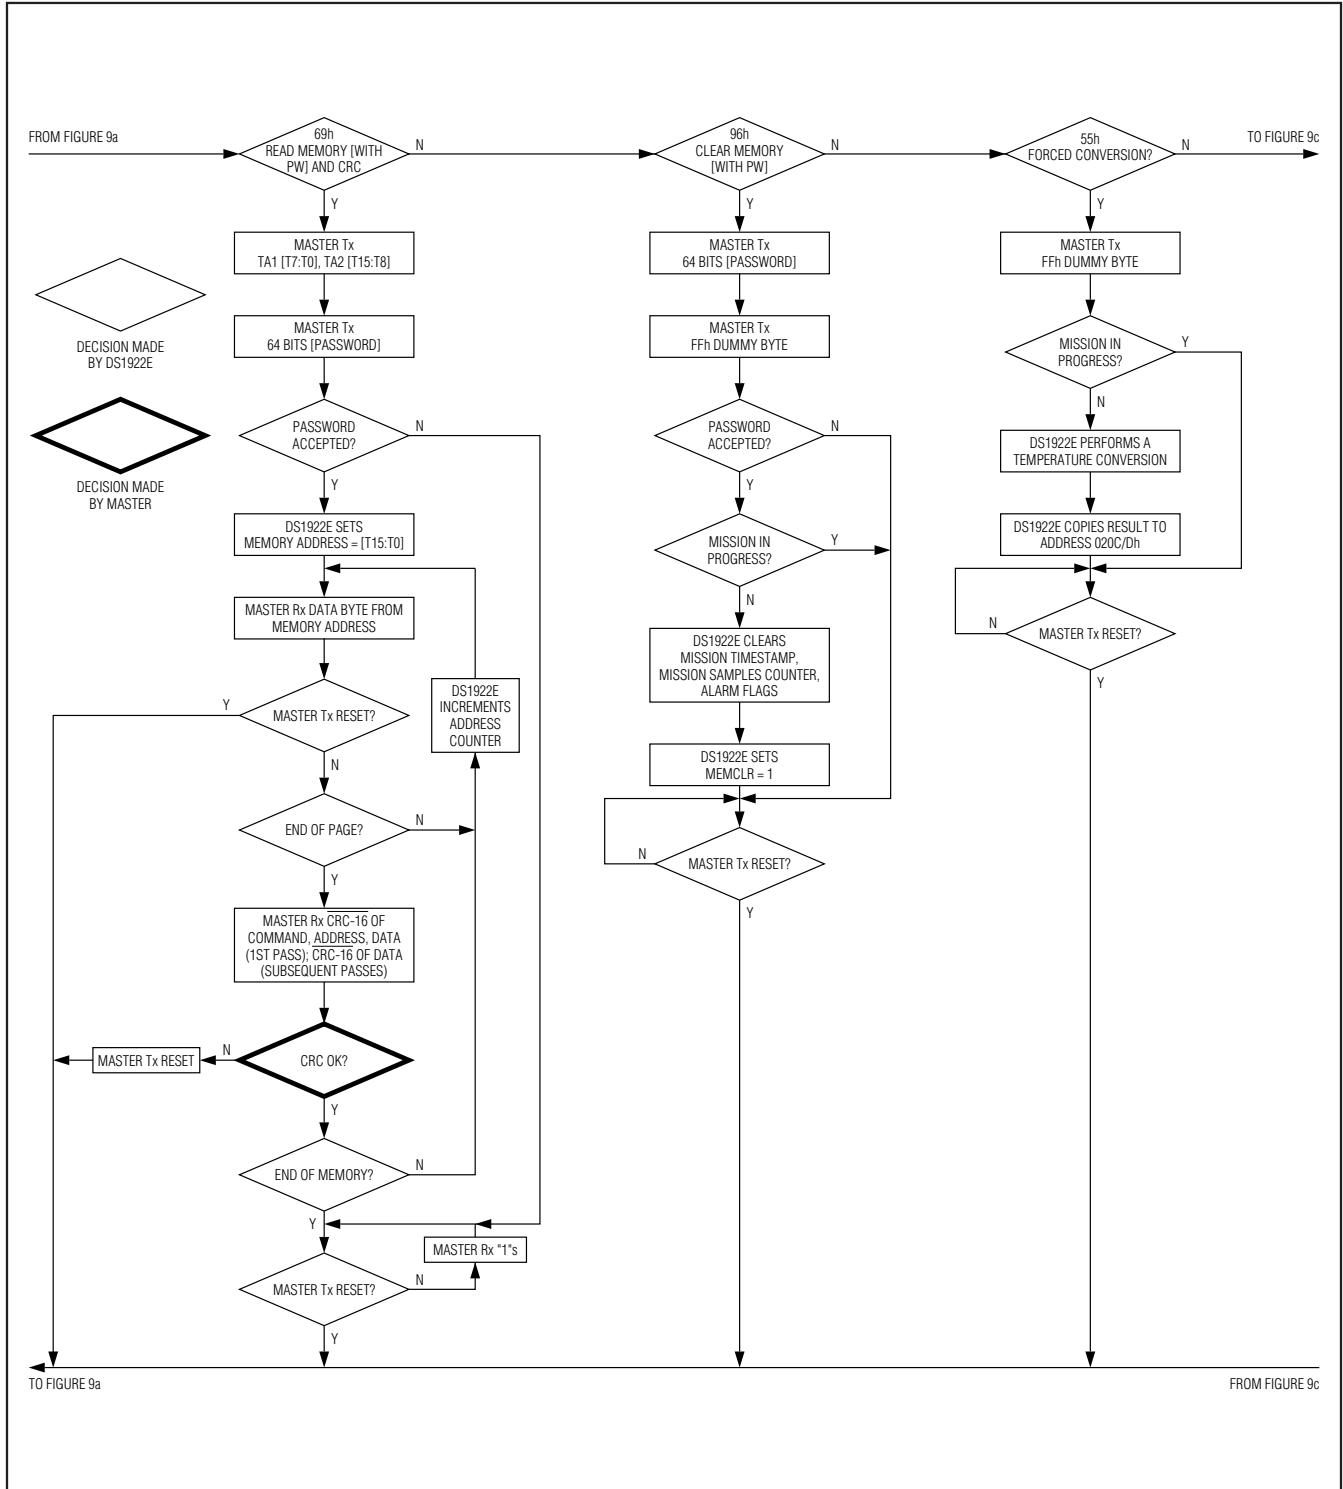 FROM FIGURE 9a
69h
READ MEMORY [WITH
PW] AND CRC
N
Y
MASTER Tx
TA1 [T7:T0], TA2 [T15:T8]
MASTER Tx
64 BITS [PASSWORD]
DECISION MADE
BY DS1922E
DECISION MADE
BY MASTER
PASSWORD
ACCEPTED?
N
Y
DS1922E SETS
MEMORY ADDRESS = [T15:T0]
MASTER Rx DATA BYTE FROM
MEMORY ADDRESS
DS1922E
INCREMENTS
ADDRESS
COUNTER
Y
MASTER Tx RESET?
N
END OF PAGE?
N
Y
MASTER Rx CRC-16 OF
COMMAND, ADDRESS, DATA
(1ST PASS); CRC-16 OF DATA
(SUBSEQUENT PASSES)
MASTER Tx RESET
N
CRC OK?
Y
END OF MEMORY?
N
Y
MASTER Rx "1"s
MASTER Tx RESET?
N
Y
96h
CLEAR MEMORY
[WITH PW]
N
Y
MASTER Tx
64 BITS [PASSWORD]
MASTER Tx
FFh DUMMY BYTE
PASSWORD
ACCEPTED?
N
Y
MISSION IN
PROGRESS?
Y
N
DS1922E CLEARS
MISSION TIMESTAMP,
MISSION SAMPLES COUNTER,
ALARM FLAGS
DS1922E SETS
MEMCLR = 1
N
MASTER Tx RESET?
Y
55h
FORCED CONVERSION?
N
TO FIGURE 9c
Y
MASTER Tx
FFh DUMMY BYTE
MISSION IN
PROGRESS?
Y
N
DS1922E PERFORMS A
TEMPERATURE CONVERSION
DS1922E COPIES RESULT TO
ADDRESS 020C/Dh
N
MASTER Tx RESET?
Y
TO FIGURE 9a
FROM FIGURE 9c